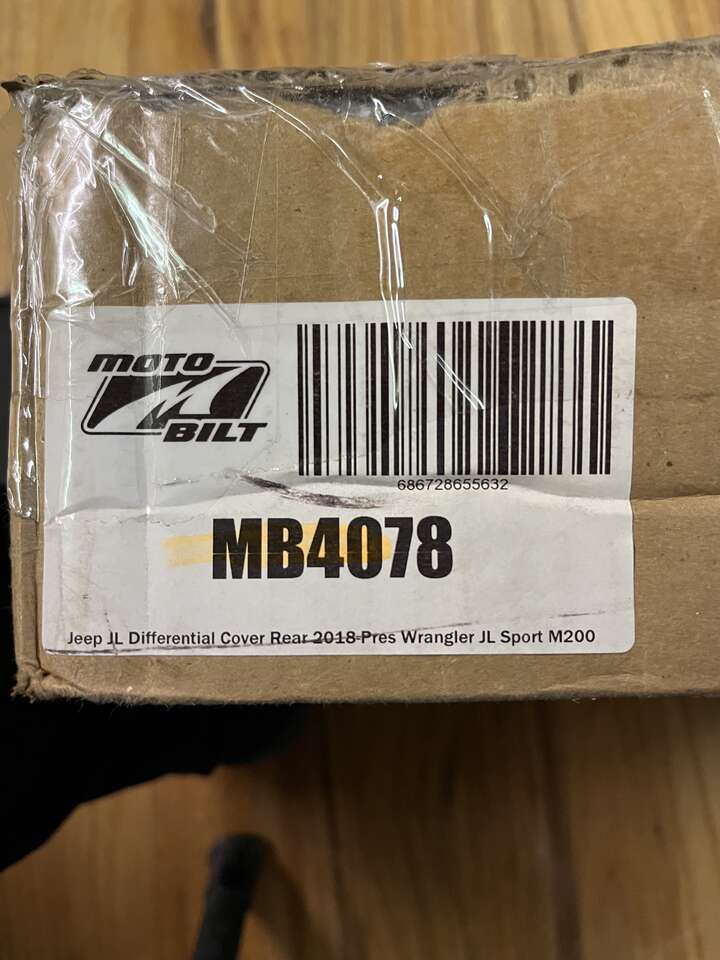 MOTO
BILT
686728655632
MB4078
Jeep JL Differential Cover Rear 2018-Pres Wrangler JL Sport M200